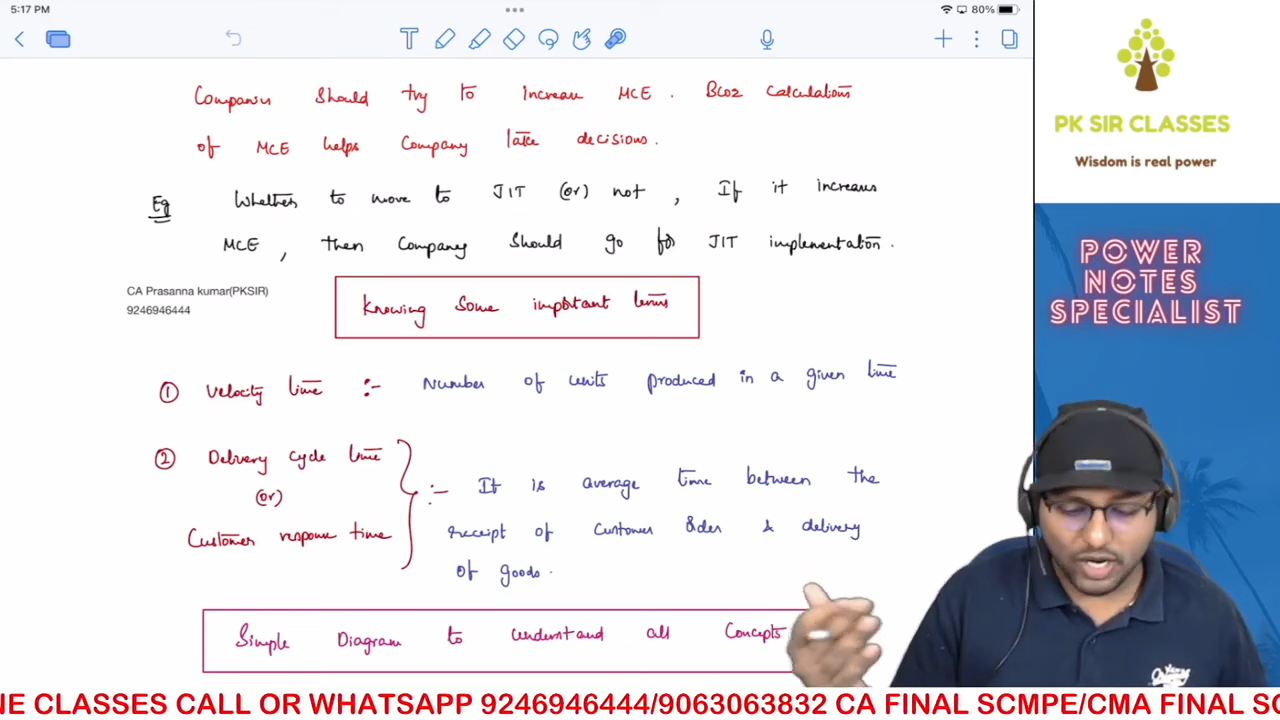 5:17 PM
80%
Companies Should try to Increase MCE. Bcoz Calculation
of MCE helps Company take decisions.
Eg Whether to move to JIT (or) not, If it increases
MCE, then Company Should go for JIT implementation.
CA Prasanna kumar(PKSIR)
9246946444
Knowing Some important terms
① Velocity time :- Number of units produced in a given time
② Delivery cycle time
(or)
Customer response time
:- It is average time between the
receipt of Customer order & delivery
of goods.
Simple Diagram to understand all Concepts
PK SIR CLASSES
Wisdom is real power
POWER
NOTES
SPECIALIST
NE CLASSES CALL OR WHATSAPP 9246946444/9063063832 CA FINAL SCMPE/CMA FINAL SC